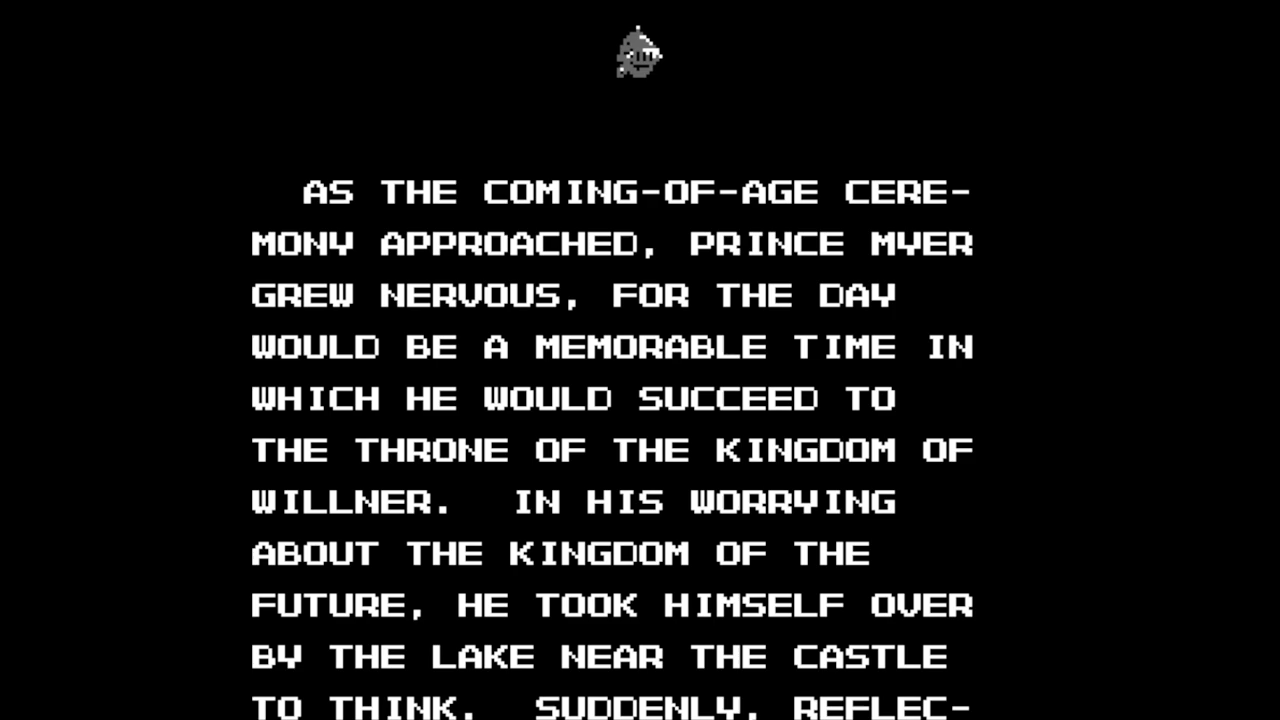 AS THE COMING-OF-AGE CERE-
MONY APPROACHED, PRINCE MYER
GREW NERVOUS, FOR THE DAY
WOULD BE A MEMORABLE TIME IN
WHICH HE WOULD SUCCEED TO
THE THRONE OF THE KINGDOM OF
WILLNER.  IN HIS WORRYING
ABOUT THE KINGDOM OF THE
FUTURE, HE TOOK HIMSELF OVER
BY THE LAKE NEAR THE CASTLE
TO THINK.  SUDDENLY, REFLEC-